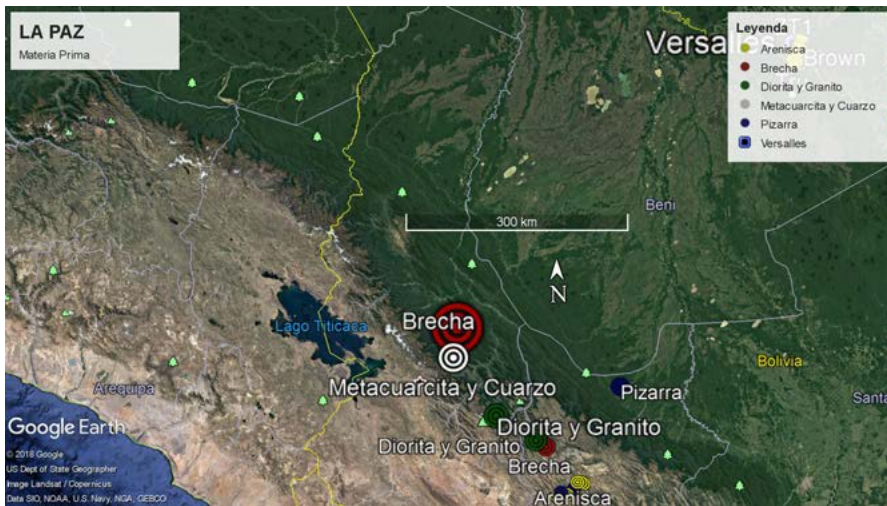 LA PAZ
Materia Prima
Versalles
Brown
Leyenda
Arenisca
Brecha
Diorita y Granito
Metacuarcita y Cuarzo
Pizarra
Versalles
300 km
Beni
N
Lago Titicaca
Brecha
Metacuarcita y Cuarzo
Bolivia
Arequipa
Pizarra
Santa
Diorita y Granito
Diorita y Granito
Brecha
Arenisca
Google Earth
© 2018 Google
US Dept of State Geographer
Image Landsat / Copernicus
Data SIO, NOAA, U.S. Navy, NGA, GEBCO